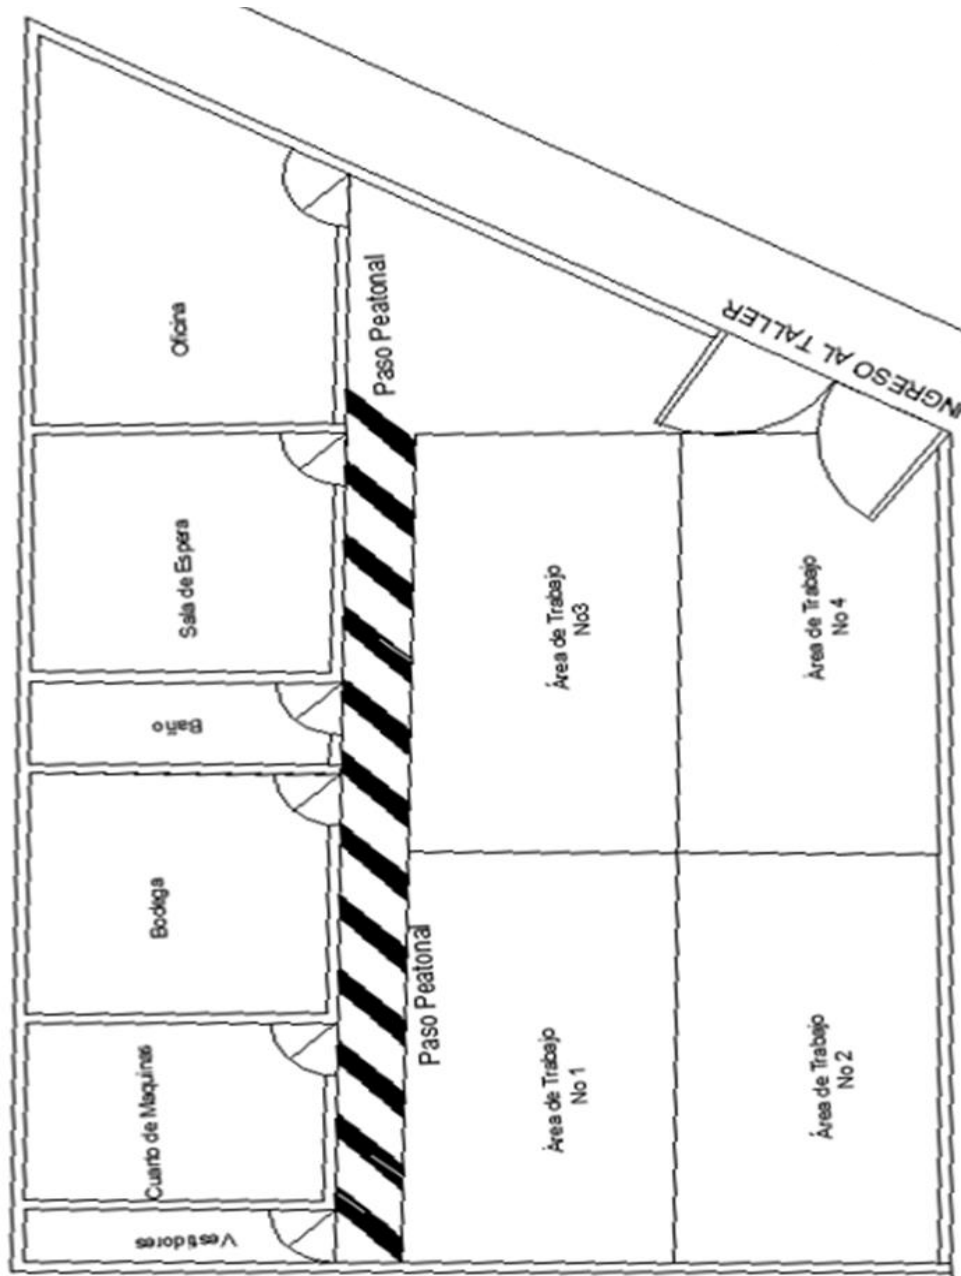 Oficina
Paso Peatonal
INGRESO AL TALLER
Sala de Espera
Área de Trabajo
No3
Área de Trabajo
No 4
Baño
Bodega
Paso Peatonal
Cuarto de Maquinas
Área de Trabajo
No 1
Área de Trabajo
No 2
Vestidores